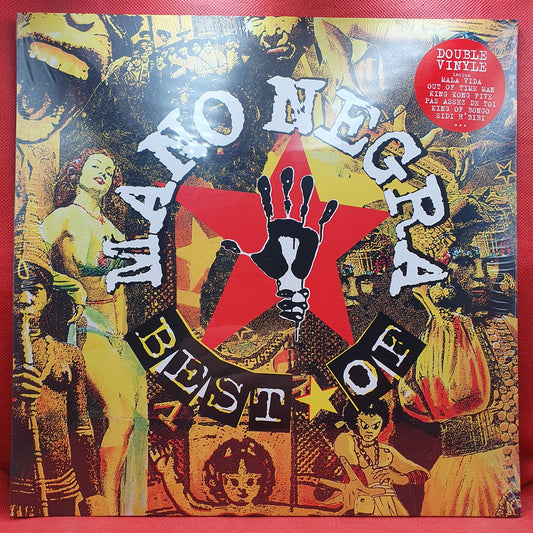 DOUBLE
VINYLE
inclus
MALA VIDA
OUT OF TIME MAN
KING KONG FIVE
PAS ASSEZ DE TOI
KING OF BONGO
SIDI H'BIBI
...
MANO NEGRA
BEST OF